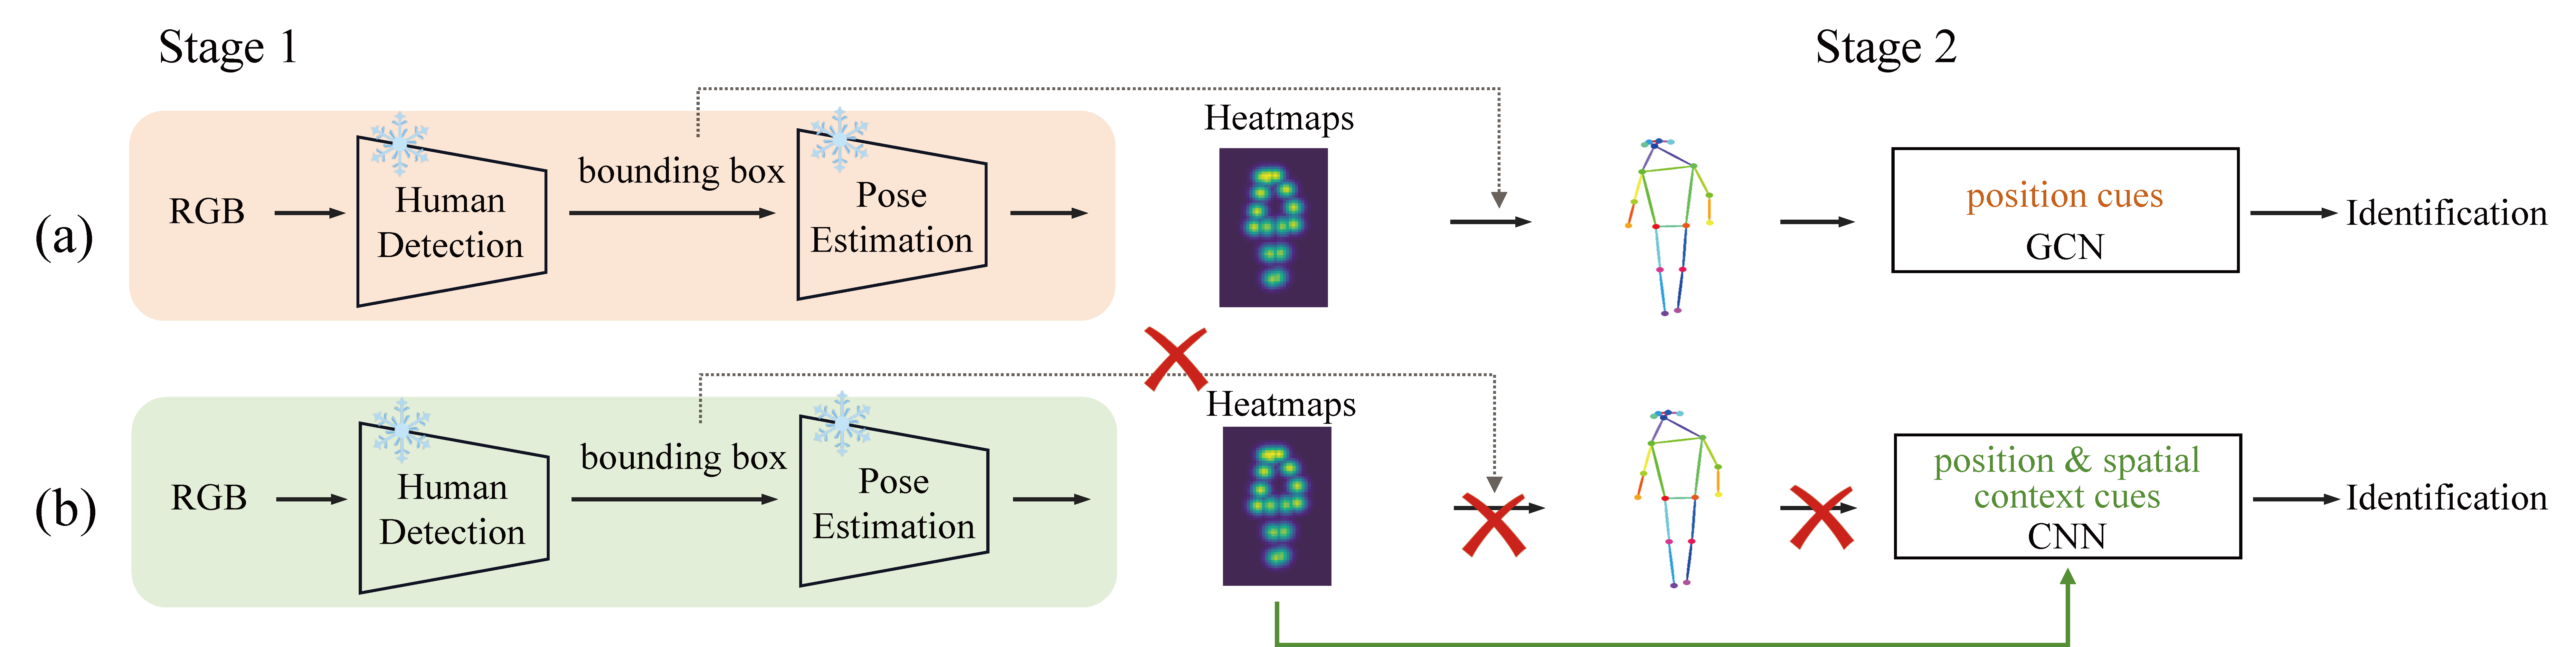 Stage 1
Stage 2
(a)
RGB
Human
Detection
bounding box
Pose
Estimation
Heatmaps
position cues
GCN
Identification
(b)
RGB
Human
Detection
bounding box
Pose
Estimation
Heatmaps
position & spatial
context cues
CNN
Identification